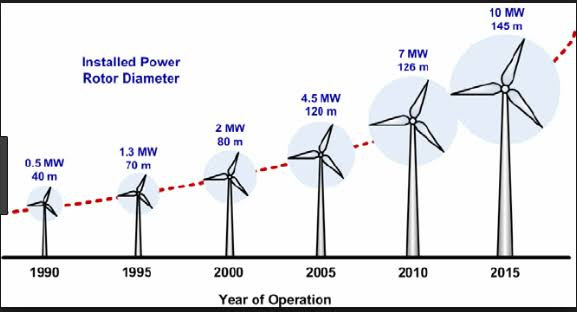 Installed Power
Rotor Diameter
0.5 MW
40 m
1.3 MW
70 m
2 MW
80 m
4.5 MW
120 m
7 MW
126 m
10 MW
145 m
1990
1995
2000
2005
2010
2015
Year of Operation